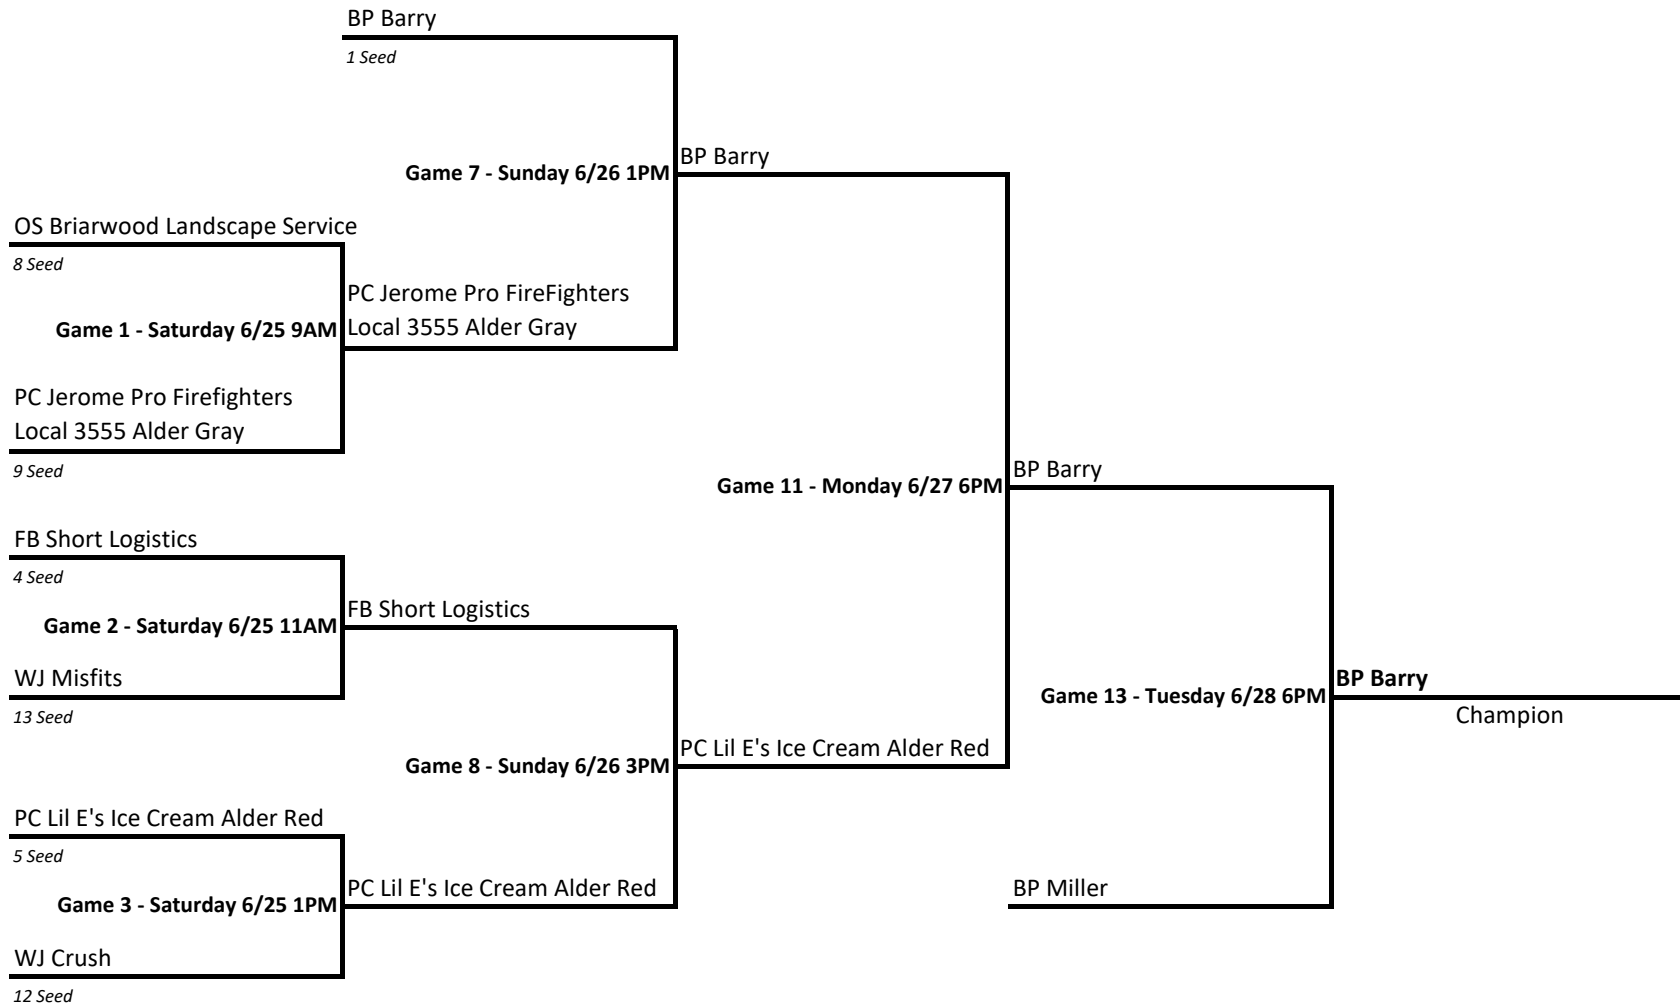 BP Barry
1 Seed
Game 7 - Sunday 6/26 1PM
BP Barry
OS Briarwood Landscape Service
8 Seed
Game 1 - Saturday 6/25 9AM
PC Jerome Pro FireFighters
Local 3555 Alder Gray
PC Jerome Pro Firefighters
Local 3555 Alder Gray
9 Seed
Game 11 - Monday 6/27 6PM
BP Barry
FB Short Logistics
4 Seed
Game 2 - Saturday 6/25 11AM
FB Short Logistics
WJ Misfits
13 Seed
Game 13 - Tuesday 6/28 6PM
BP Barry
Champion
Game 8 - Sunday 6/26 3PM
PC Lil E's Ice Cream Alder Red
PC Lil E's Ice Cream Alder Red
5 Seed
Game 3 - Saturday 6/25 1PM
PC Lil E's Ice Cream Alder Red
BP Miller
WJ Crush
12 Seed